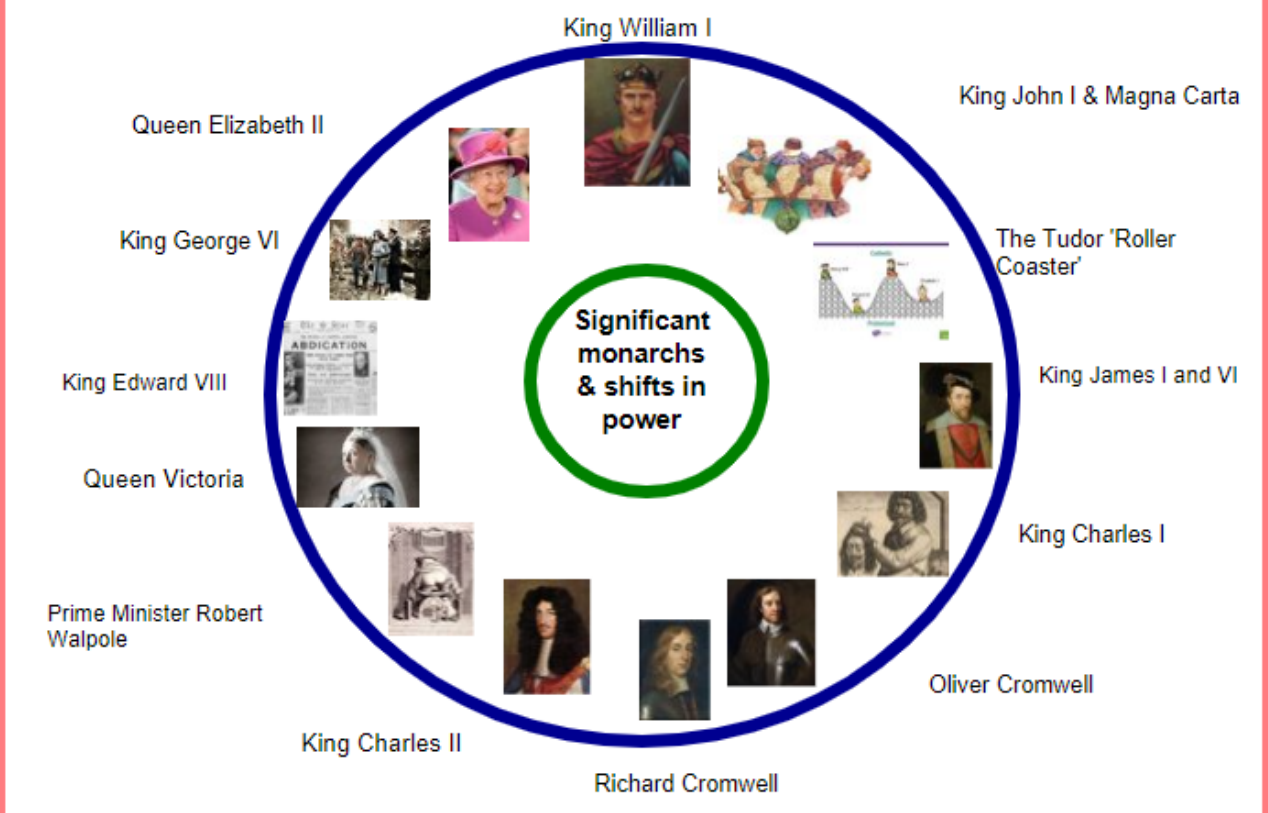 King William I
King John I & Magna Carta
The Tudor 'Roller
Coaster'
King James I and VI
King Charles I
Oliver Cromwell
Richard Cromwell
King Charles II
Prime Minister Robert
Walpole
Queen Victoria
King Edward VIII
King George VI
Queen Elizabeth II
Significant
monarchs
& shifts in
power
ABDICATION